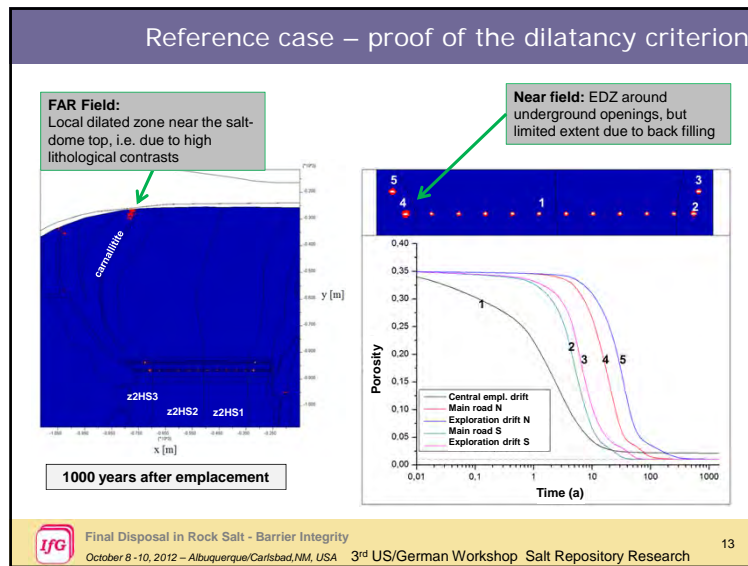 Reference case – proof of the dilatancy criterion
FAR Field:
Local dilated zone near the salt-
dome top, i.e. due to high
lithological contrasts
Near field: EDZ around
underground openings, but
limited extent due to back filling
carnallitite
z2HS3
z2HS2
z2HS1
y [m]
x [m]
1000 years after emplacement
5
4
1
3
2
0,40
0,35
0,30
0,25
0,20
0,15
0,10
0,05
0,00
Porosity
1
2
3
4
5
Central empl. drift
Main road N
Exploration drift N
Main road S
Exploration drift S
0,01
0,1
1
10
100
1000
Time (a)
IfG
Final Disposal in Rock Salt - Barrier Integrity
October 8 -10, 2012 – Albuquerque/Carlsbad,NM, USA 3rd US/German Workshop Salt Repository Research
13